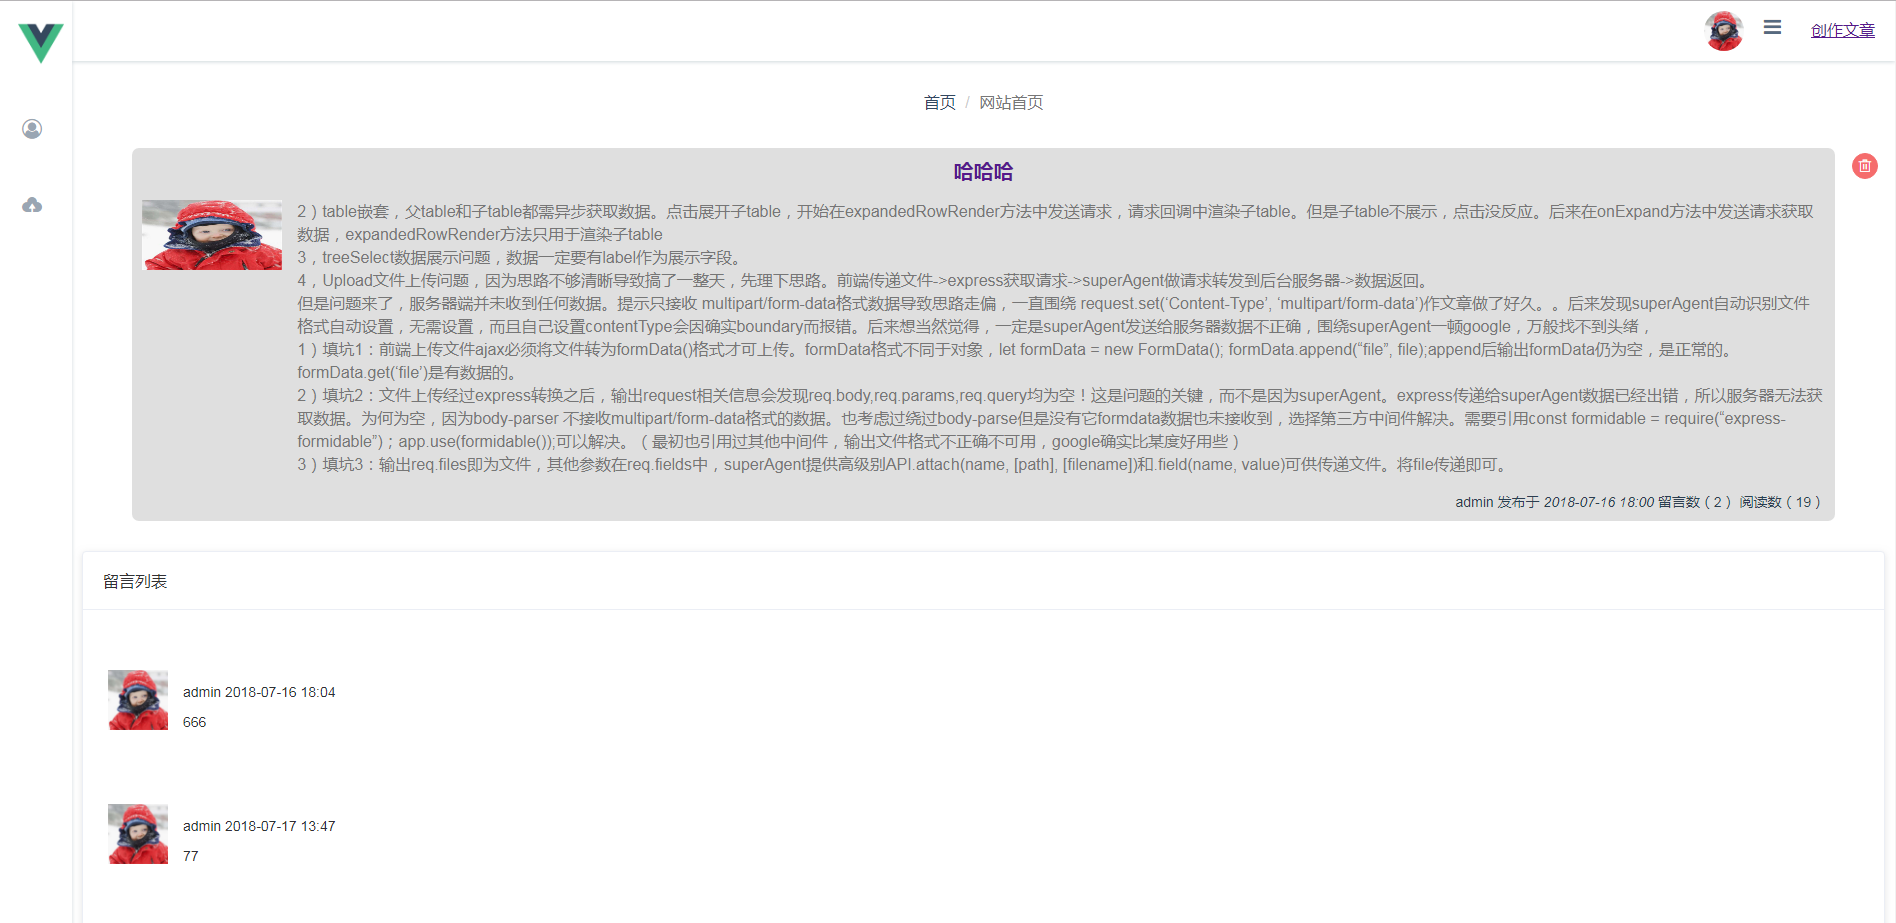 创作文章
首页 / 网站首页
哈哈哈
2）table嵌套，父table和子table都需异步获取数据。点击展开子table，开始在expandedRowRender方法中发送请求，请求回调中渲染子table。但是子table不展示，点击没反应。后来在onExpand方法中发送请求获取
数据，expandedRowRender方法只用于渲染子table
3，treeSelect数据展示问题，数据一定要有label作为展示字段。
4，Upload文件上传问题，因为思路不够清晰导致搞了一整天，先理下思路。前端传递文件->express获取请求->superAgent做请求转发到后台服务器->数据返回。
但是问题来了，服务器端并未收到任何数据。提示只接收 multipart/form-data格式数据导致思路走偏，一直围绕 request.set(‘Content-Type’, ‘multipart/form-data’)作文章做了好久。。后来发现superAgent自动识别文件
格式自动设置，无需设置，而且自己设置contentType会因确实boundary而报错。后来想当然觉得，一定是superAgent发送给服务器数据不正确，围绕superAgent一顿google，万般找不到头绪，
1）填坑1：前端上传文件ajax必须将文件转为formData()格式才可上传。formData格式不同于对象，let formData = new FormData(); formData.append(“file”, file);append后输出formData仍为空，是正常的。
formData.get(‘file’)是有数据的。
2）填坑2：文件上传经过express转换之后，输出request相关信息会发现req.body,req.params,req.query均为空！这是问题的关键，而不是因为superAgent。express传递给superAgent数据已经出错，所以服务器无法获
取数据。为何为空，因为body-parser 不接收multipart/form-data格式的数据。也考虑过绕过body-parse但是没有它formdata数据也未接收到，选择第三方中间件解决。需要引用const formidable = require(“express-
formidable”)；app.use(formidable());可以解决。（最初也引用过其他中间件，输出文件格式不正确不可用，google确实比某度好用些）
3）填坑3：输出req.files即为文件，其他参数在req.fields中，superAgent提供高级别API.attach(name, [path], [filename])和.field(name, value)可供传递文件。将file传递即可。
admin 发布于 2018-07-16 18:00 留言数（2） 阅读数（19）
留言列表
admin 2018-07-16 18:04
666
admin 2018-07-17 13:47
77